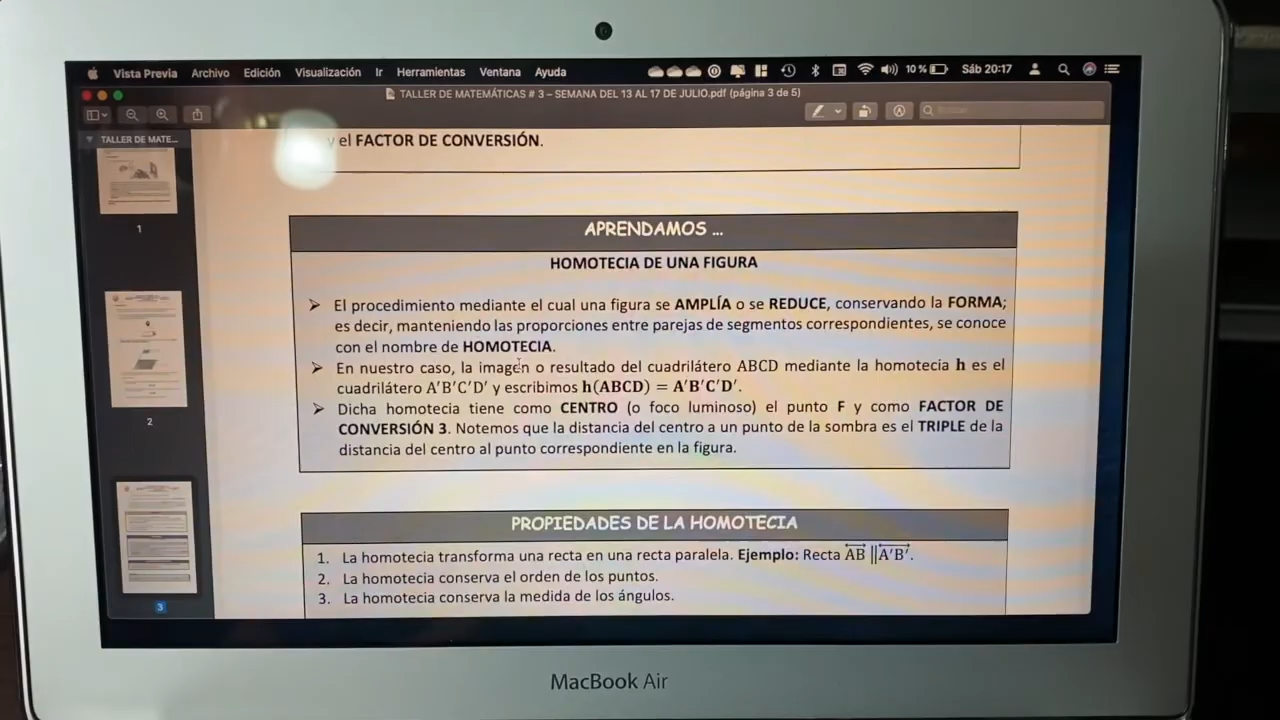 Vista Previa Archivo Edición Visualización Ir Herramientas Ventana Ayuda 10 % Sáb 20:17
TALLER DE MATEMÁTICAS # 3 – SEMANA DEL 13 AL 17 DE JULIO.pdf (página 3 de 5)
TALLER DE MATE...
1
2
3
y el FACTOR DE CONVERSIÓN.
APRENDAMOS ...
HOMOTECIA DE UNA FIGURA
➢ El procedimiento mediante el cual una figura se AMPLÍA o se REDUCE, conservando la FORMA;
es decir, manteniendo las proporciones entre parejas de segmentos correspondientes, se conoce
con el nombre de HOMOTECIA.
➢ En nuestro caso, la imagen o resultado del cuadrilátero ABCD mediante la homotecia h es el
cuadrilátero A′B′C′D′ y escribimos h(ABCD) = A′B′C′D′.
➢ Dicha homotecia tiene como CENTRO (o foco luminoso) el punto F y como FACTOR DE
CONVERSIÓN 3. Notemos que la distancia del centro a un punto de la sombra es el TRIPLE de la
distancia del centro al punto correspondiente en la figura.
PROPIEDADES DE LA HOMOTECIA
1. La homotecia transforma una recta en una recta paralela. Ejemplo: Recta AB ||A′B′.
2. La homotecia conserva el orden de los puntos.
3. La homotecia conserva la medida de los ángulos.
MacBook Air